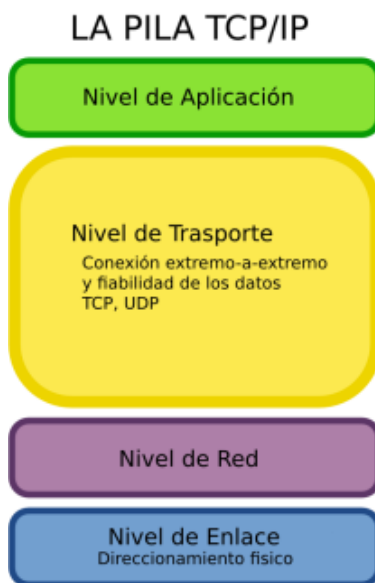 LA PILA TCP/IP
Nivel de Aplicación
Nivel de Trasporte
Conexión extremo-a-extremo
y fiabilidad de los datos
TCP, UDP
Nivel de Red
Nivel de Enlace
Direccionamiento fisico